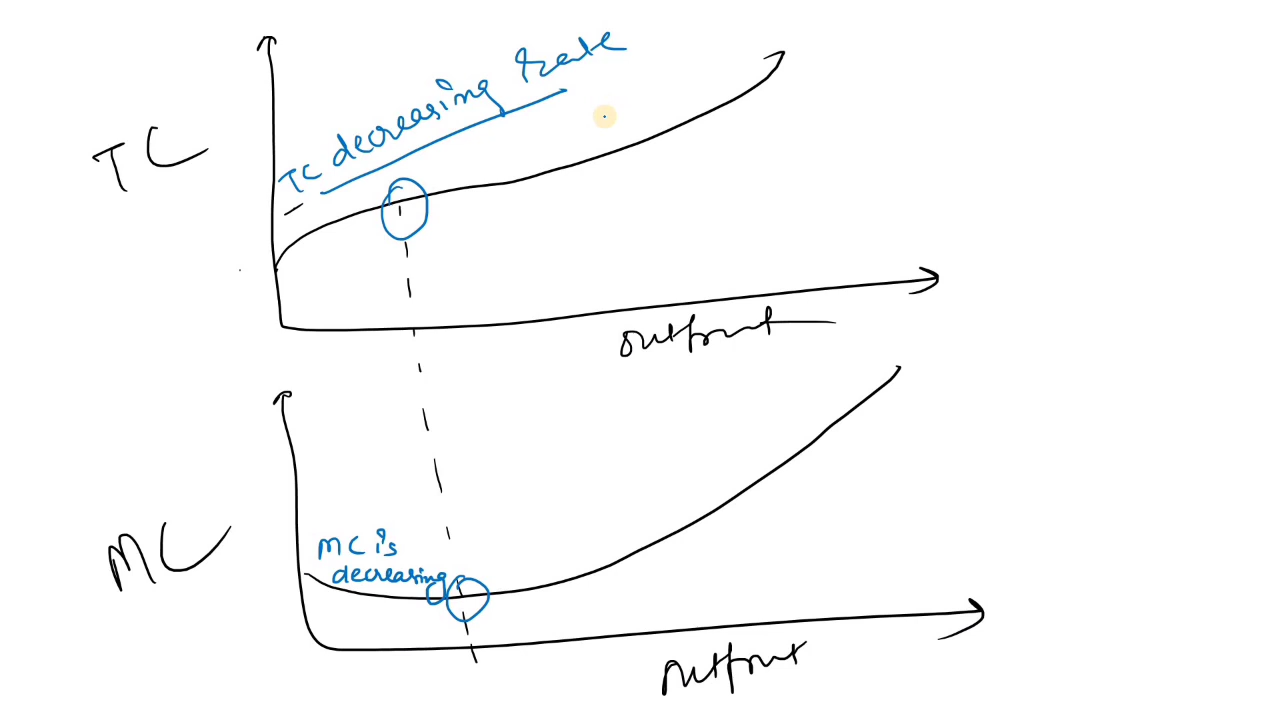 TC decreasing rate
TC
output
MC is
decreasing
MC
output